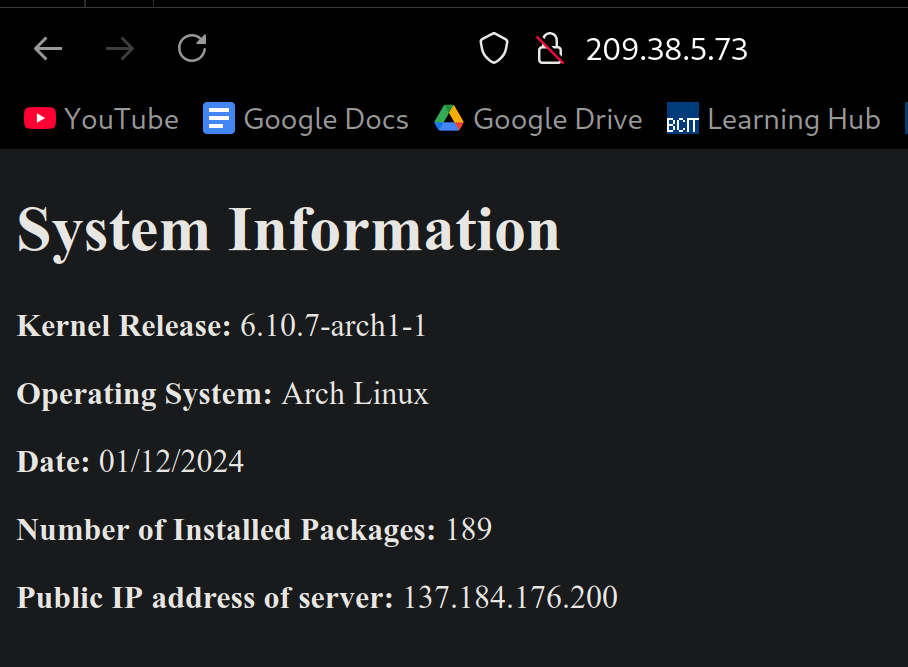 209.38.5.73
YouTube Google Docs Google Drive BCIT Learning Hub
System Information
Kernel Release: 6.10.7-arch1-1
Operating System: Arch Linux
Date: 01/12/2024
Number of Installed Packages: 189
Public IP address of server: 137.184.176.200